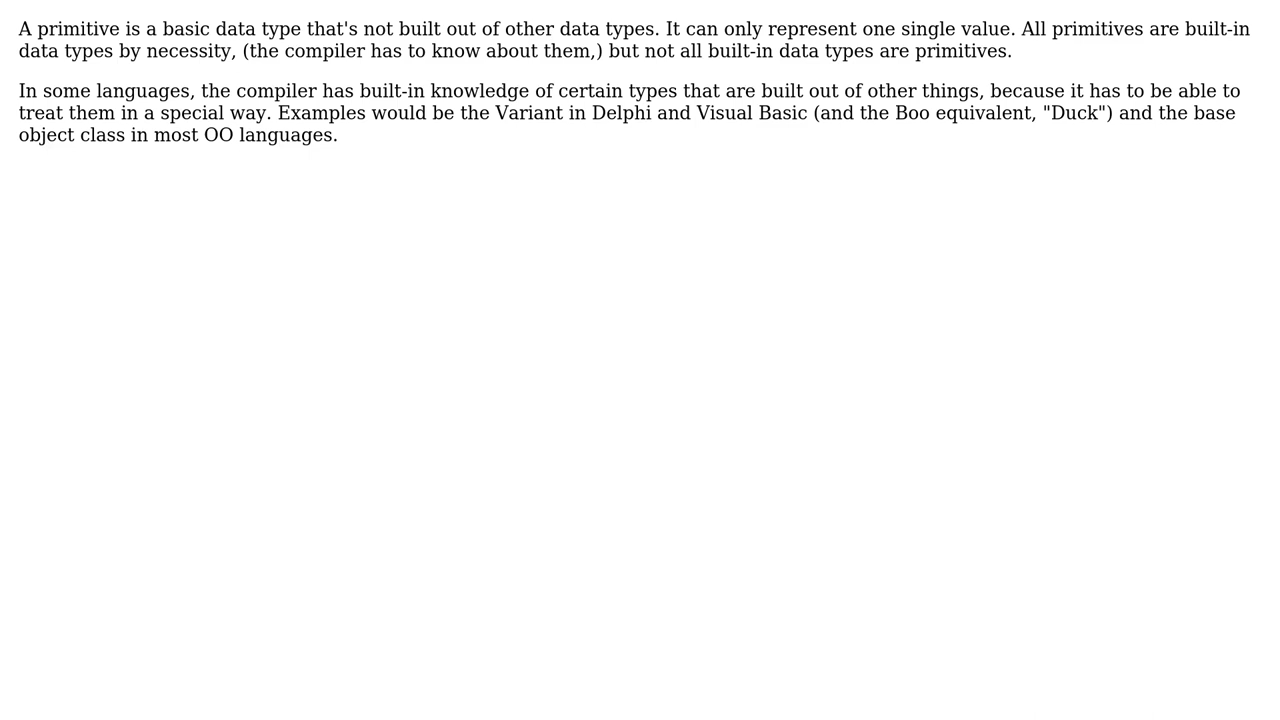 A primitive is a basic data type that's not built out of other data types. It can only represent one single value. All primitives are built-in
data types by necessity, (the compiler has to know about them,) but not all built-in data types are primitives.
In some languages, the compiler has built-in knowledge of certain types that are built out of other things, because it has to be able to
treat them in a special way. Examples would be the Variant in Delphi and Visual Basic (and the Boo equivalent, "Duck") and the base
object class in most OO languages.